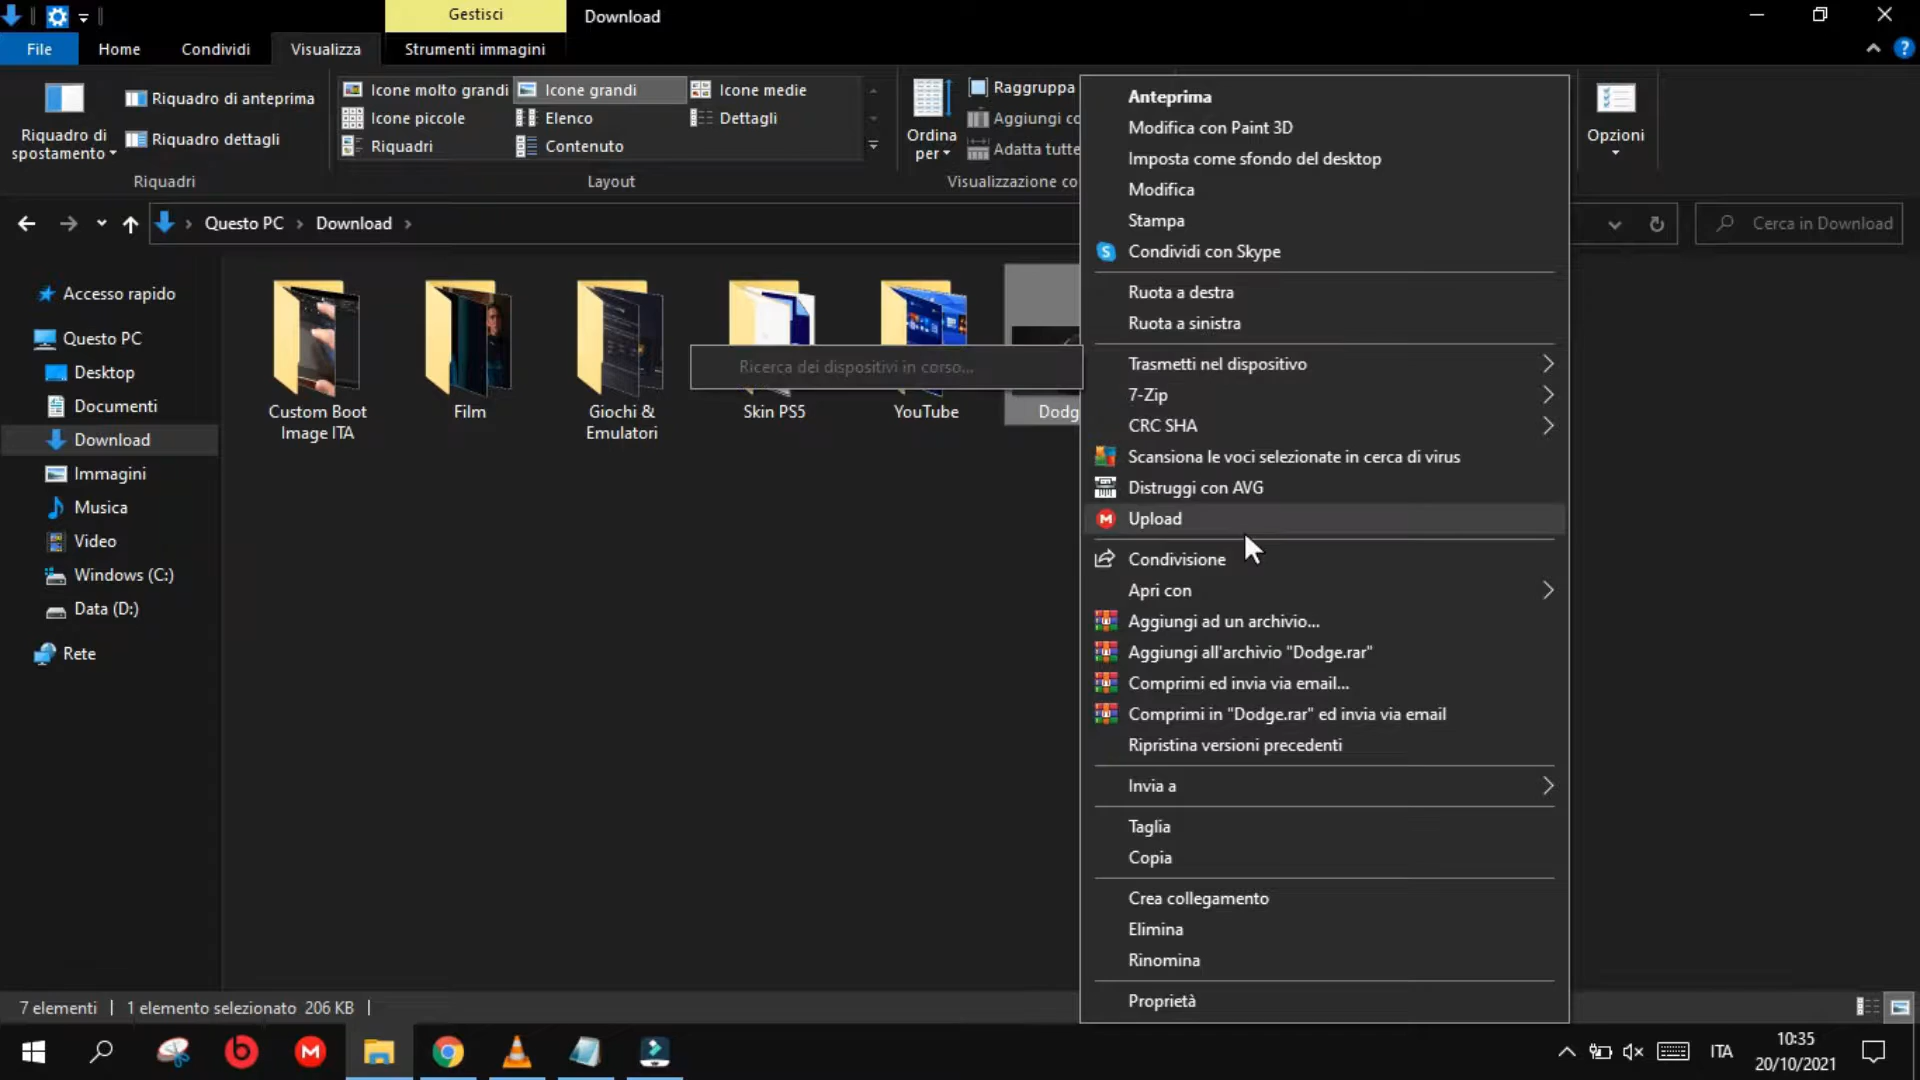 Gestisci
Download
File
Home
Condividi
Visualizza
Strumenti immagini
Riquadro di
spostamento
Riquadro di anteprima
Riquadro dettagli
Riquadri
Icone molto grandi
Icone grandi
Icone medie
Icone piccole
Elenco
Dettagli
Riquadri
Contenuto
Layout
Ordina
per
Raggruppa
Aggiungi co
Adatta tutte
Visualizzazione co
Opzioni
Questo PC
Download
Cerca in Download
Accesso rapido
Questo PC
Desktop
Documenti
Download
Immagini
Musica
Video
Windows (C:)
Data (D:)
Rete
Custom Boot
Image ITA
Film
Giochi &
Emulatori
Skin PS5
YouTube
Dodg
Ricerca dei dispositivi in corso...
Anteprima
Modifica con Paint 3D
Imposta come sfondo del desktop
Modifica
Stampa
Condividi con Skype
Ruota a destra
Ruota a sinistra
Trasmetti nel dispositivo
7-Zip
CRC SHA
Scansiona le voci selezionate in cerca di virus
Distruggi con AVG
Upload
Condivisione
Apri con
Aggiungi ad un archivio...
Aggiungi all'archivio "Dodge.rar"
Comprimi ed invia via email...
Comprimi in "Dodge.rar" ed invia via email
Ripristina versioni precedenti
Invia a
Taglia
Copia
Crea collegamento
Elimina
Rinomina
Proprietà
7 elementi
1 elemento selezionato 206 KB
ITA
10:35
20/10/2021